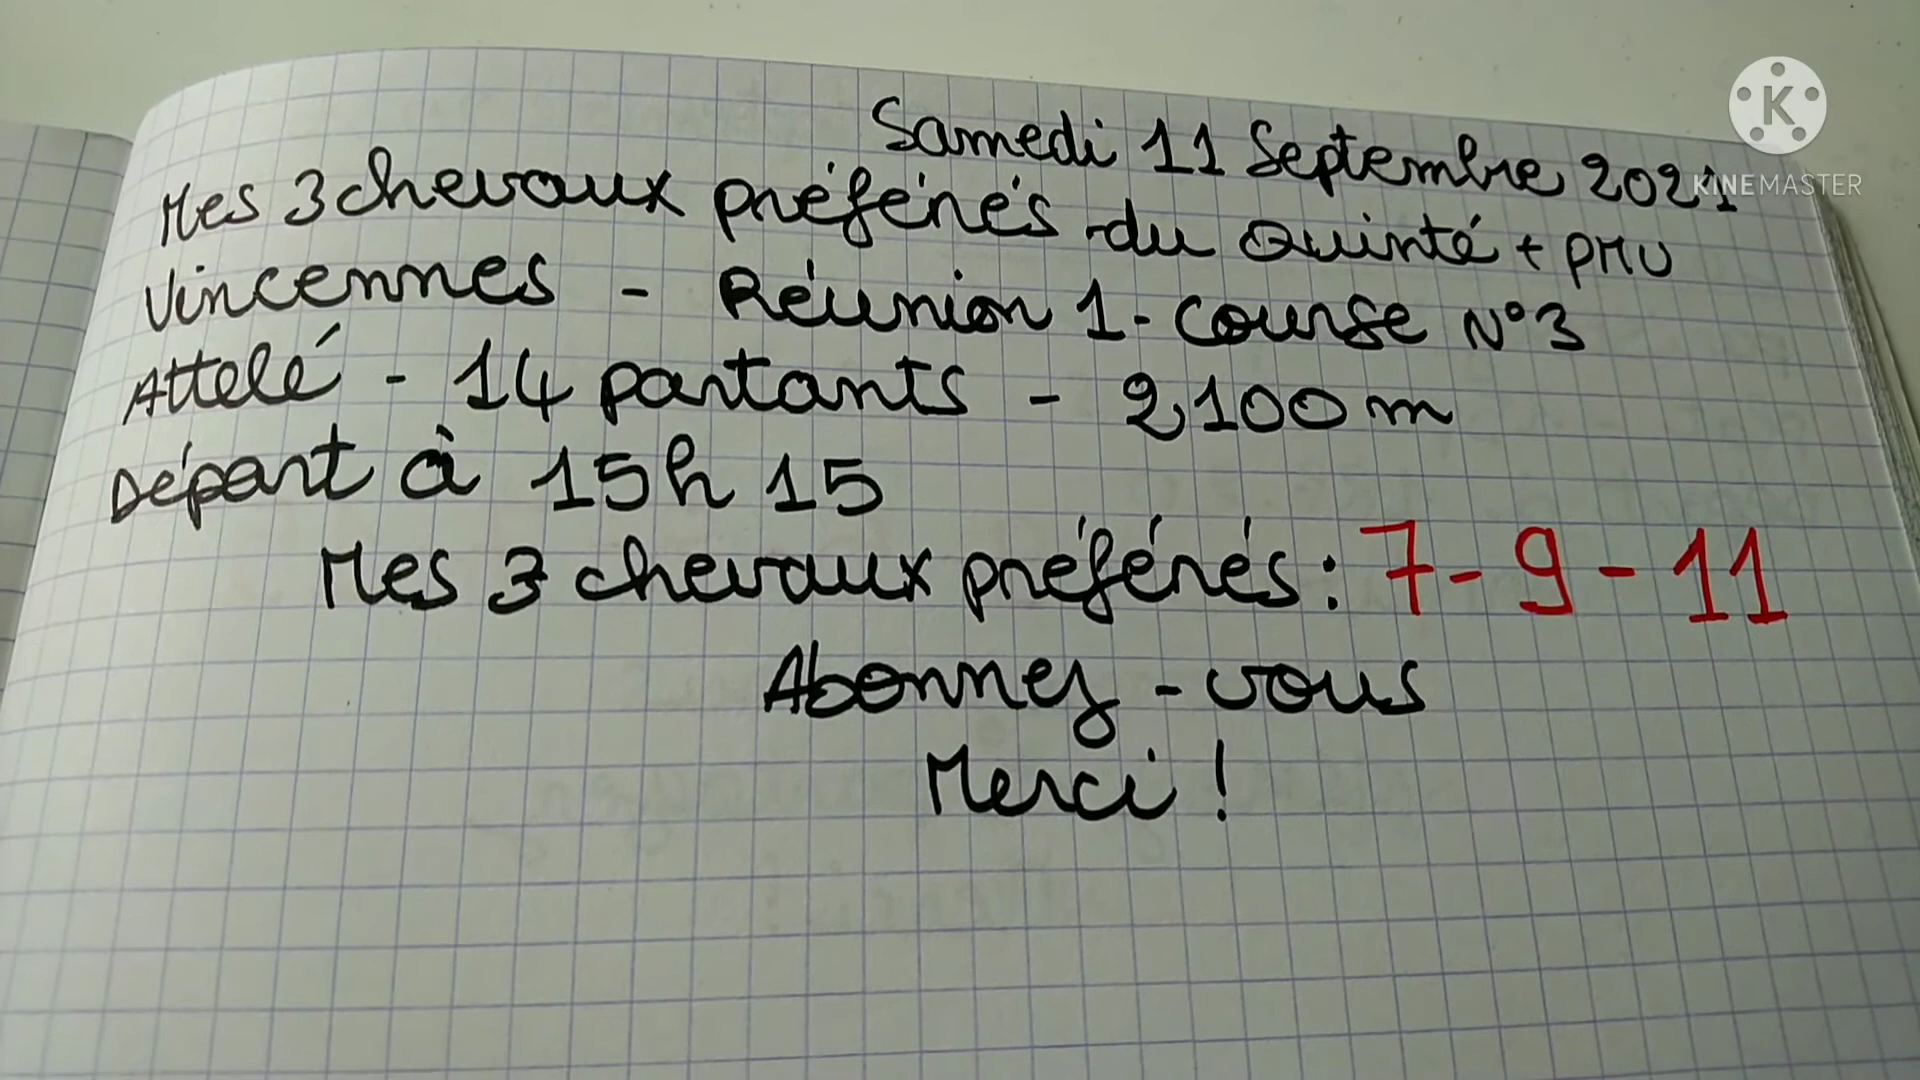 Samedi 11 Septembre 2021
Mes 3 chevaux préférés du Quinté + PMU
Vincennes - Réunion 1 - Course N°3
Attelé - 14 partants - 2100 m
Départ à 15h15
Mes 3 chevaux préférés : 7 - 9 - 11
Abonnez-vous
Merci !
KINEMASTER